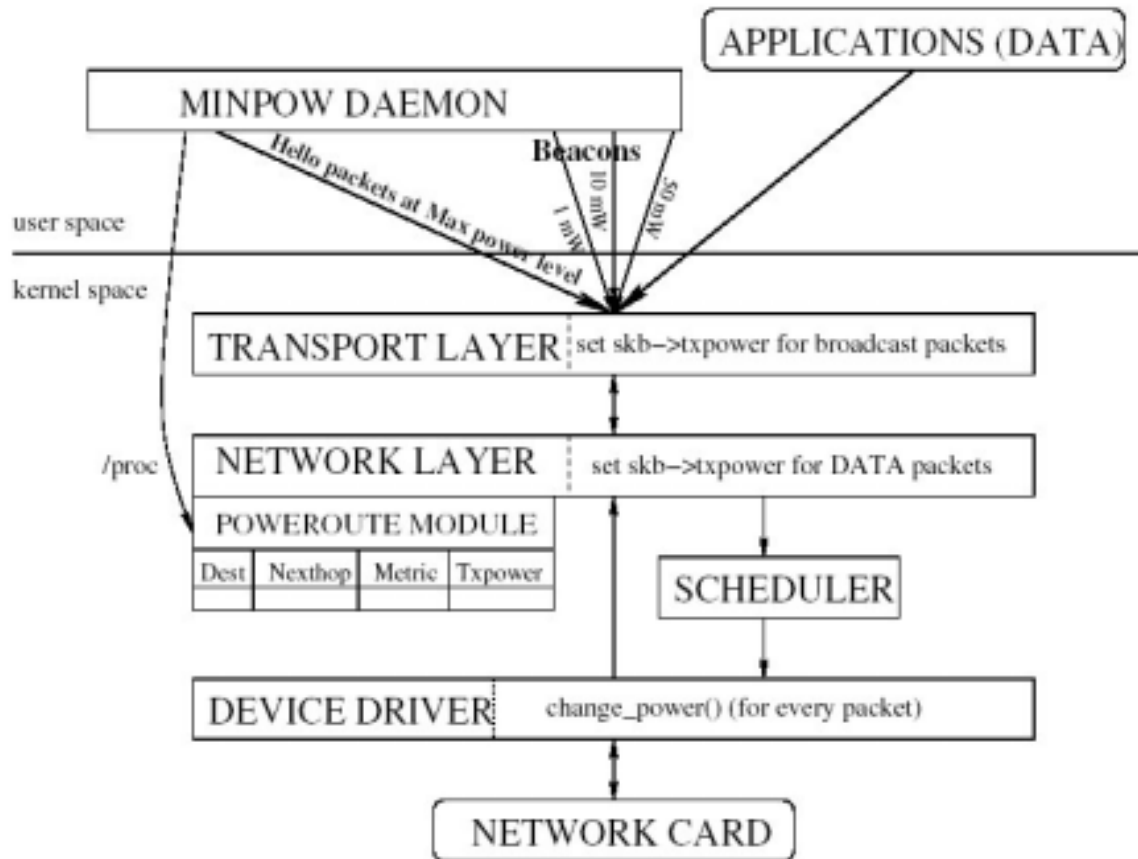 APPLICATIONS (DATA)
MINPOW DAEMON
Hello packets at Max power level
Beacons
1 mW
10 mW
50 mW
user space
kernel space
TRANSPORT LAYER
set skb->txpower for broadcast packets
/proc
NETWORK LAYER
set skb->txpower for DATA packets
POWEROUTE MODULE
Dest Nexthop Metric Txpower
SCHEDULER
DEVICE DRIVER
change_power() (for every packet)
NETWORK CARD